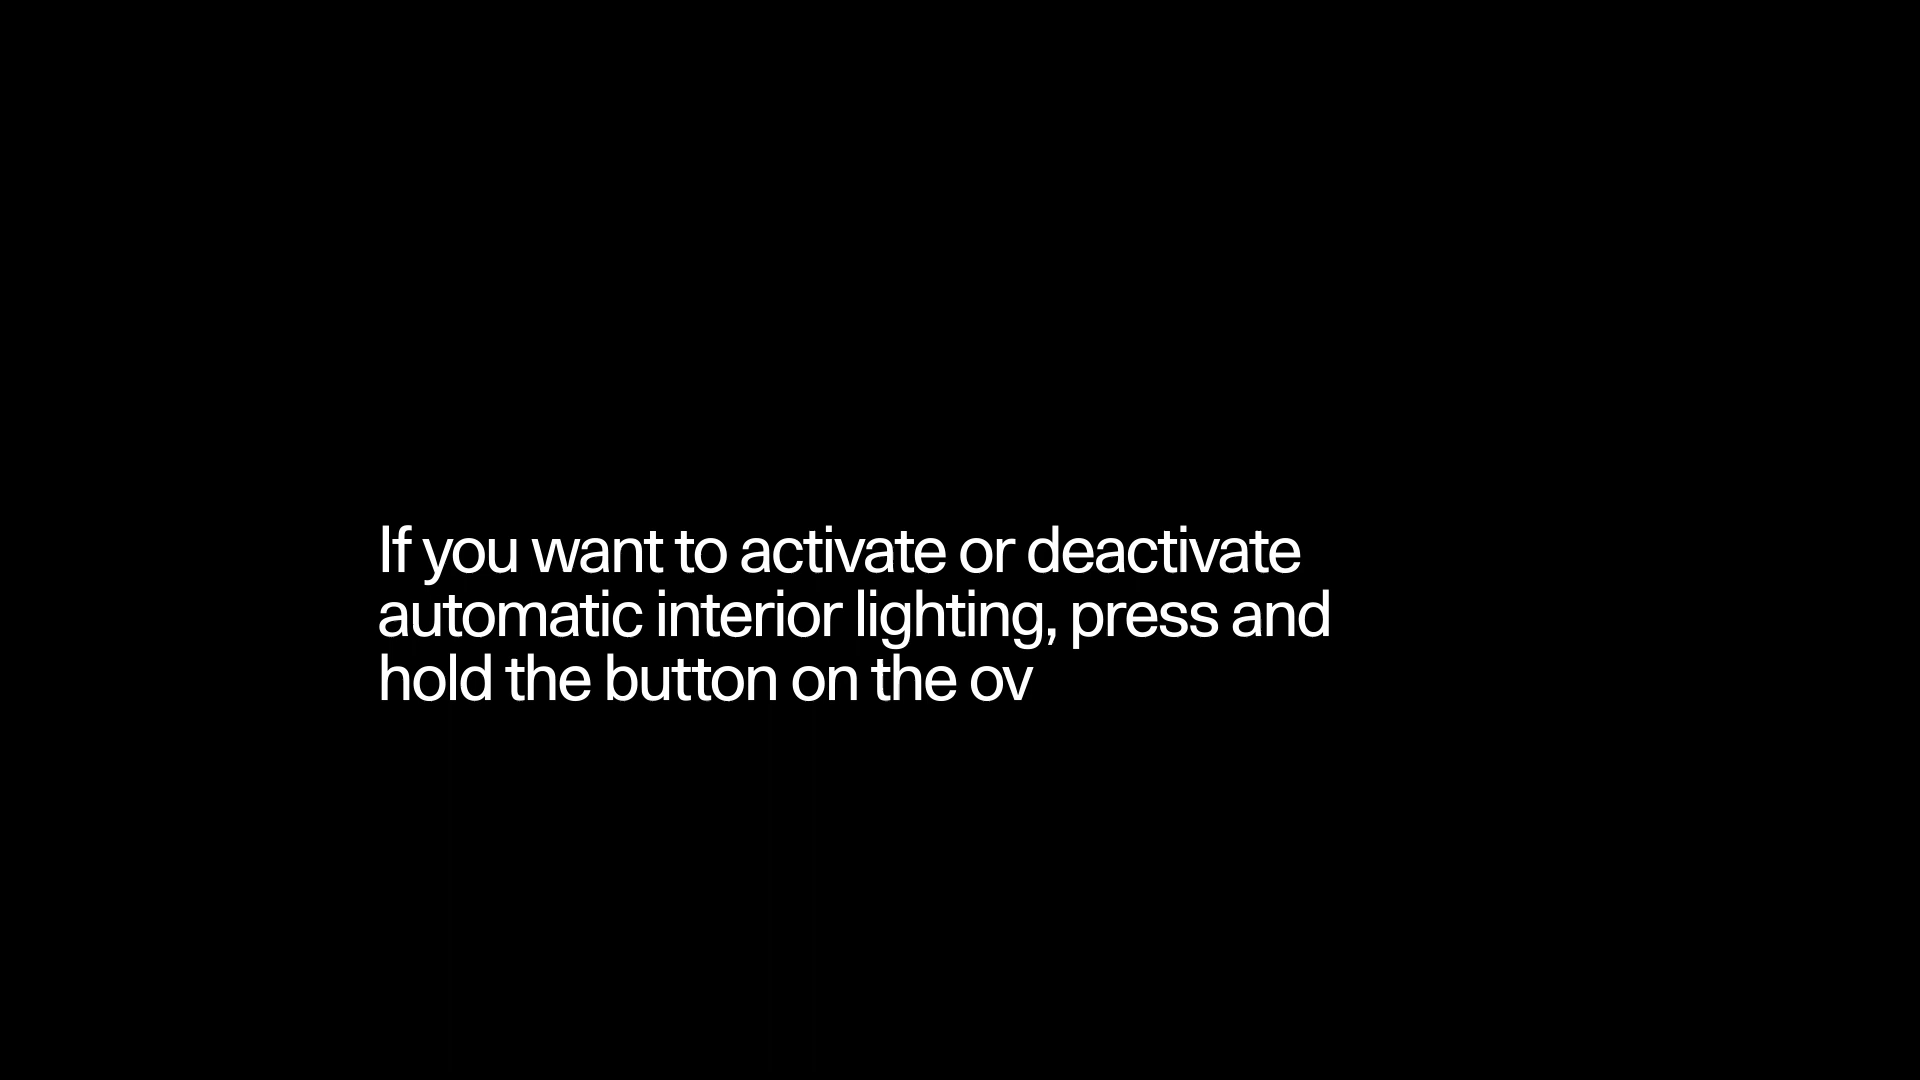 If you want to activate or deactivate
automatic interior lighting, press and
hold the button on the ov